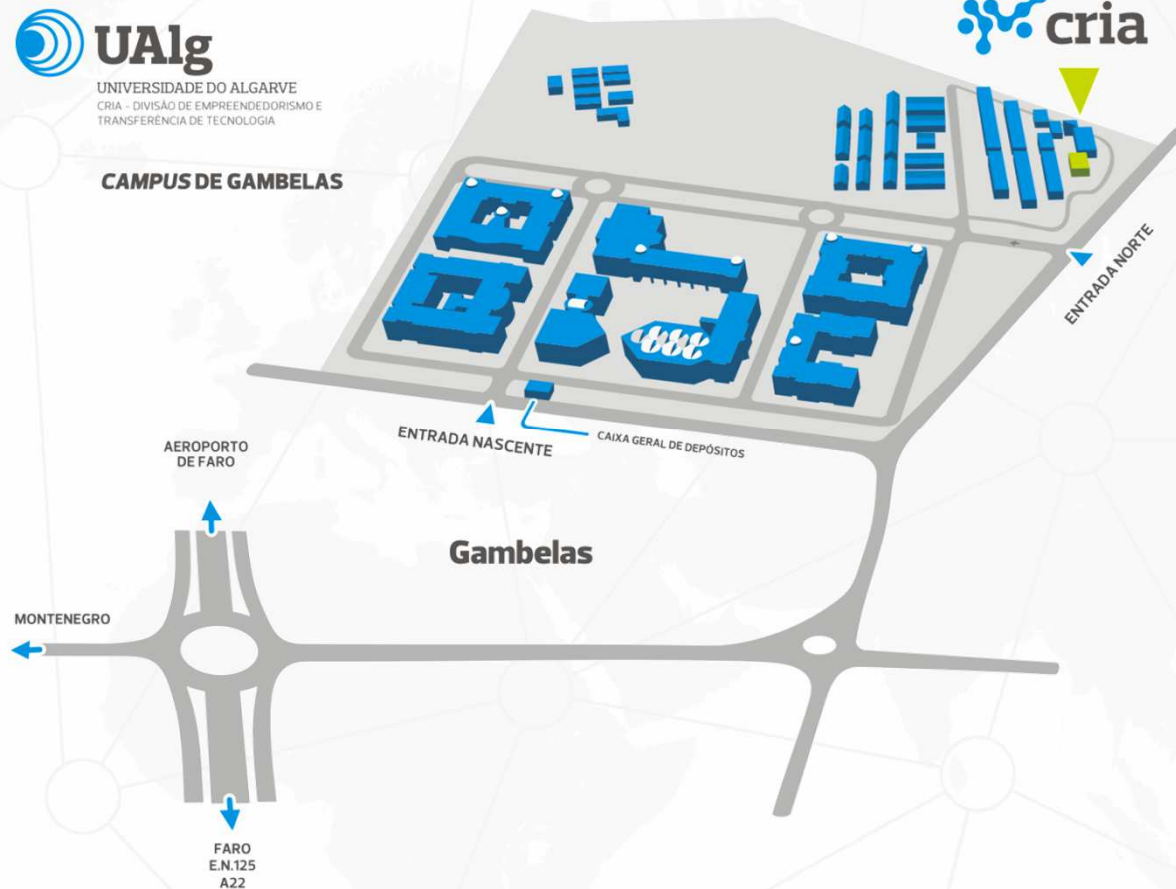 UAlg
UNIVERSIDADE DO ALGARVE
CRIA - DIVISÃO DE EMPREENDEDORISMO E
TRANSFERÊNCIA DE TECNOLOGIA
cria
CAMPUS DE GAMBELAS
ENTRADA NORTE
ENTRADA NASCENTE
CAIXA GERAL DE DEPÓSITOS
AEROPORTO
DE FARO
Gambelas
MONTENEGRO
FARO
E.N.125
A22